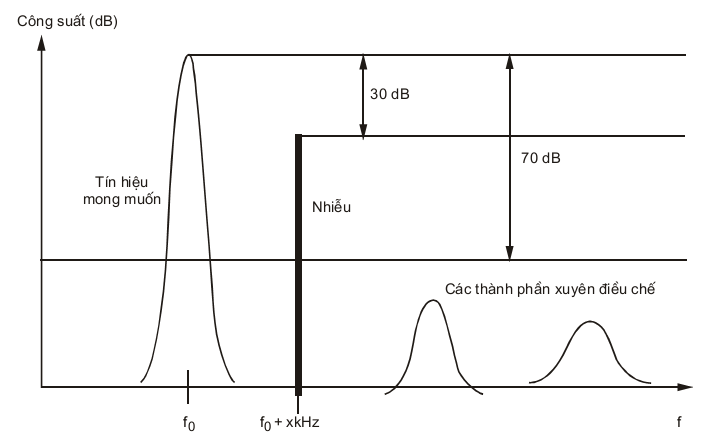 Công suất (dB)
30 dB
70 dB
Tín hiệu
mong muốn
Nhiễu
Các thành phần xuyên điều chế
f0
f0 + xkHz
f